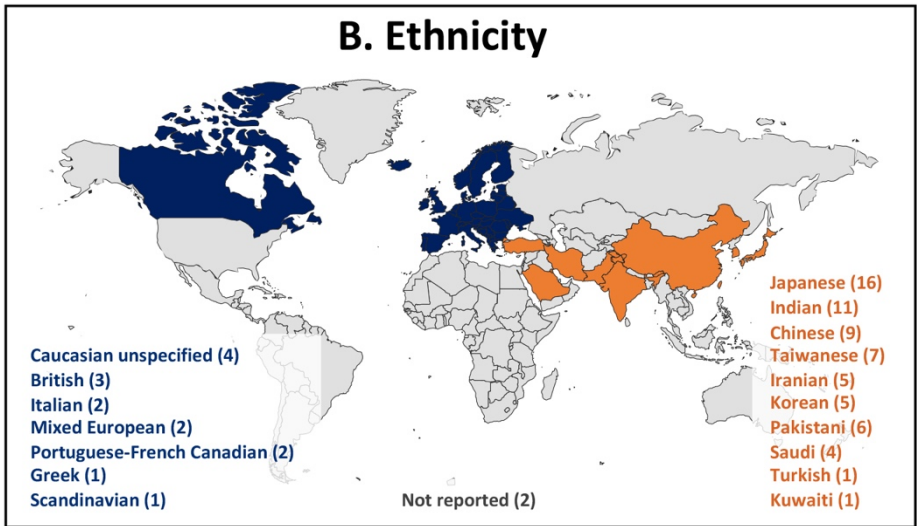 B. Ethnicity
Caucasian unspecified (4)
British (3)
Italian (2)
Mixed European (2)
Portuguese-French Canadian (2)
Greek (1)
Scandinavian (1)
Not reported (2)
Japanese (16)
Indian (11)
Chinese (9)
Taiwanese (7)
Iranian (5)
Korean (5)
Pakistani (6)
Saudi (4)
Turkish (1)
Kuwaiti (1)